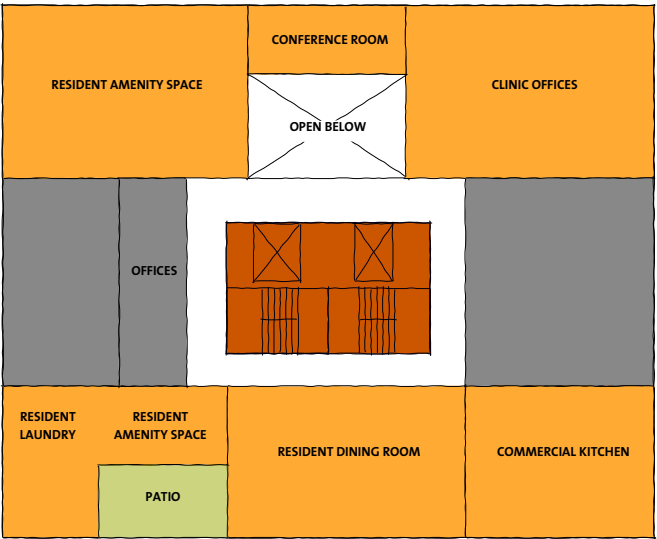 CONFERENCE ROOM
RESIDENT AMENITY SPACE
CLINIC OFFICES
OPEN BELOW
OFFICES
RESIDENT
LAUNDRY
RESIDENT
AMENITY SPACE
RESIDENT DINING ROOM
COMMERCIAL KITCHEN
PATIO